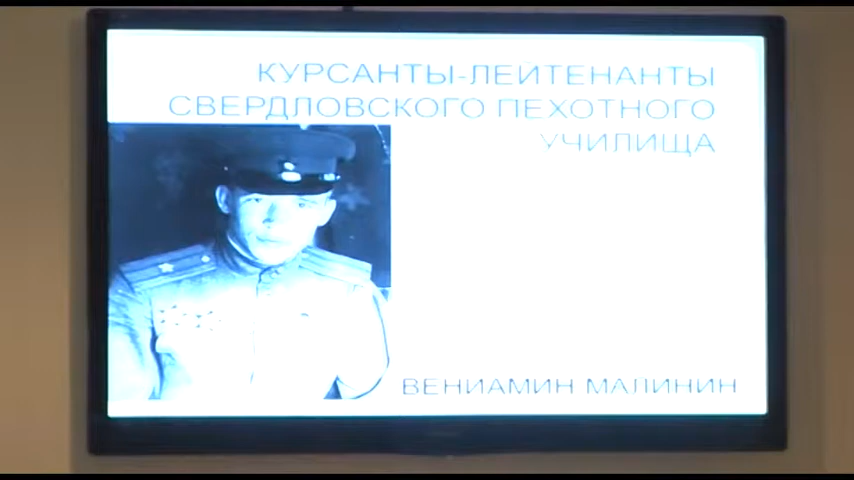 КУРСАНТЫ-ЛЕЙТЕНАНТЫ
СВЕРДЛОВСКОГО ПЕХОТНОГО
УЧИЛИЩА
ВЕНИАМИН МАЛИНИН